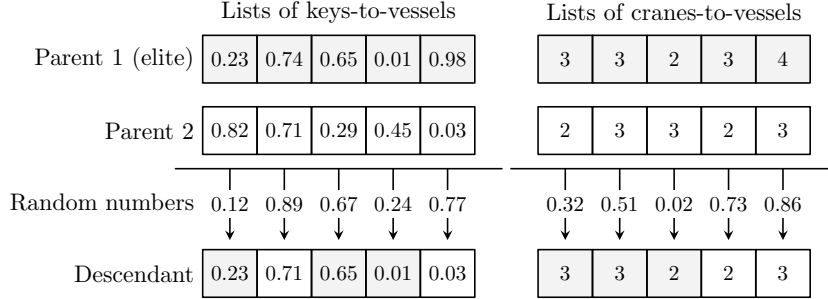 Lists of keys-to-vessels Lists of cranes-to-vessels
Parent 1 (elite) 0.23 0.74 0.65 0.01 0.98 3 3 2 3 4
Parent 2 0.82 0.71 0.29 0.45 0.03 2 3 3 2 3
Random numbers 0.12 0.89 0.67 0.24 0.77 0.32 0.51 0.02 0.73 0.86
Descendant 0.23 0.71 0.65 0.01 0.03 3 3 2 2 3